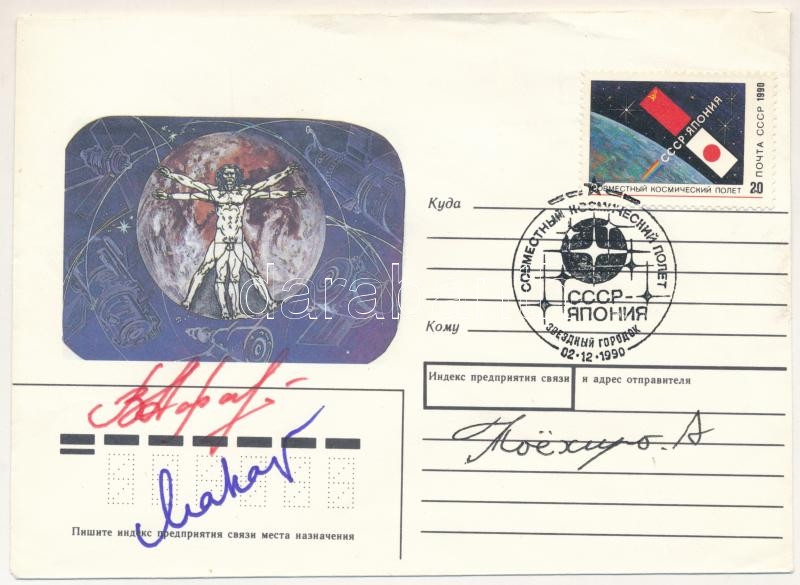 ПОЧТА СССР 1990
СССР-ЯПОНИЯ
СОВМЕСТНЫЙ КОСМИЧЕСКИЙ ПОЛЕТ
20
Куда
СОВМЕСТНЫЙ КОСМИЧЕСКИЙ ПОЛЕТ
СССР-
ЯПОНИЯ
ЗВЕЗДНЫЙ ГОРОДОК
02·12·1990
Кому
Индекс предприятия связи и адрес отправителя
Тоёхиро. А
Пишите индекс предприятия связи места назначения